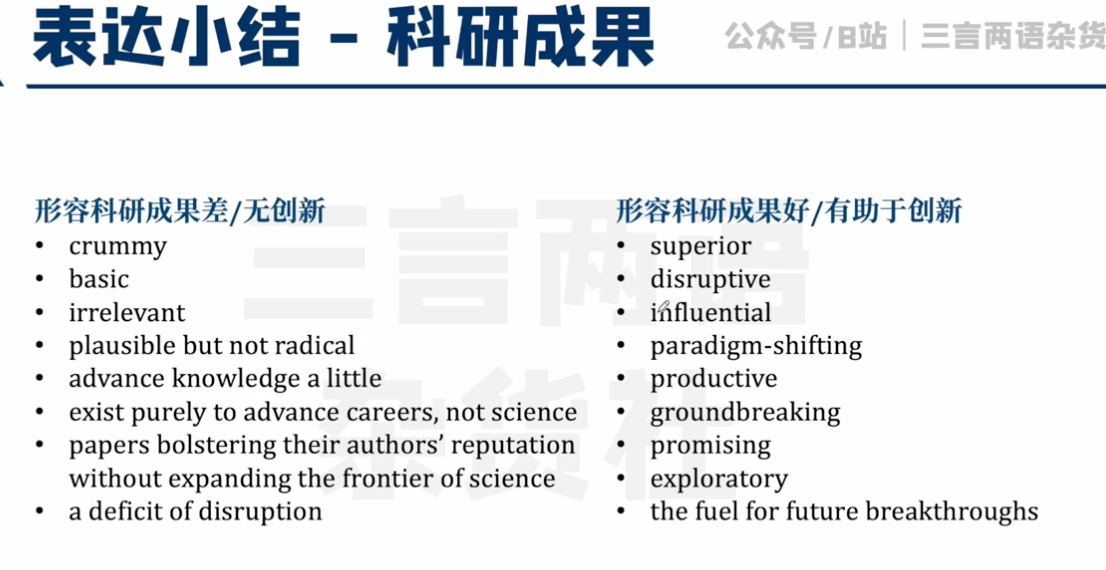 表达小结 - 科研成果
公众号/B站｜三言两语杂货
形容科研成果差/无创新
• crummy
• basic
• irrelevant
• plausible but not radical
• advance knowledge a little
• exist purely to advance careers, not science
• papers bolstering their authors’ reputation
without expanding the frontier of science
• a deficit of disruption
形容科研成果好/有助于创新
• superior
• disruptive
• influential
• paradigm-shifting
• productive
• groundbreaking
• promising
• exploratory
• the fuel for future breakthroughs
三言两语
杂货社